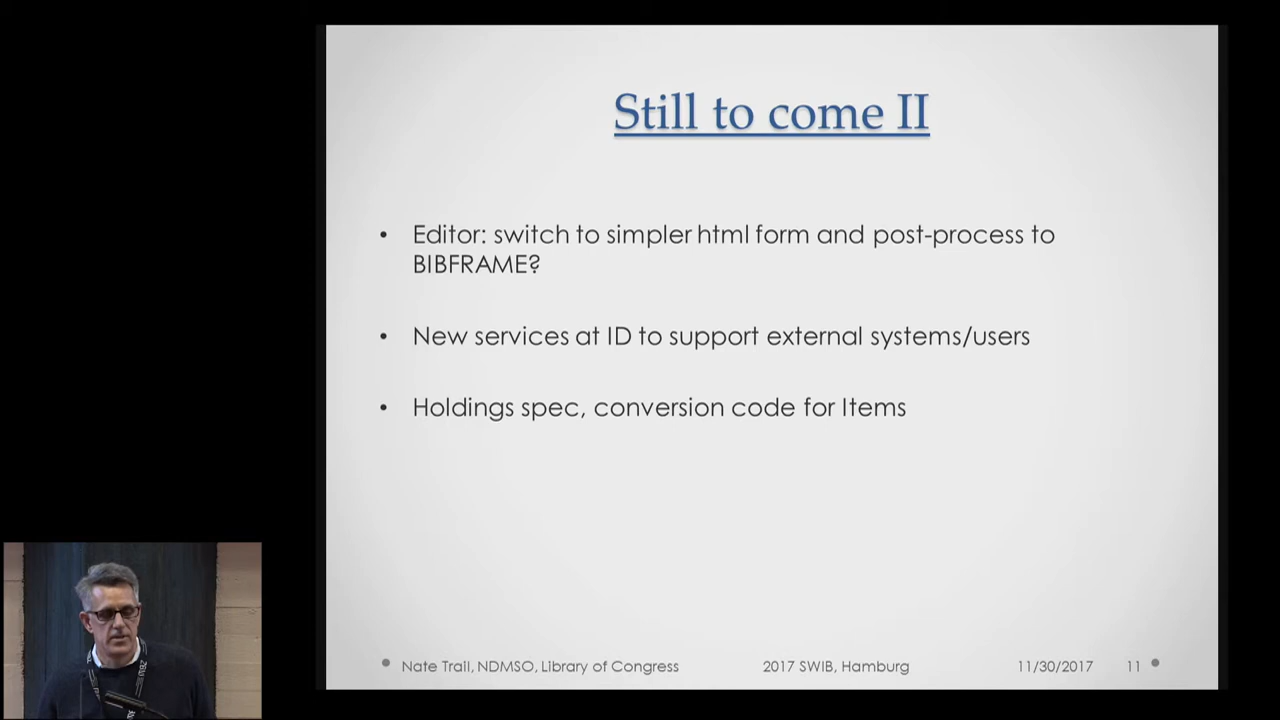 Still to come II
• Editor: switch to simpler html form and post-process to
BIBFRAME?
• New services at ID to support external systems/users
• Holdings spec, conversion code for Items
Nate Trail, NDMSO, Library of Congress
2017 SWIB, Hamburg
11/30/2017
11